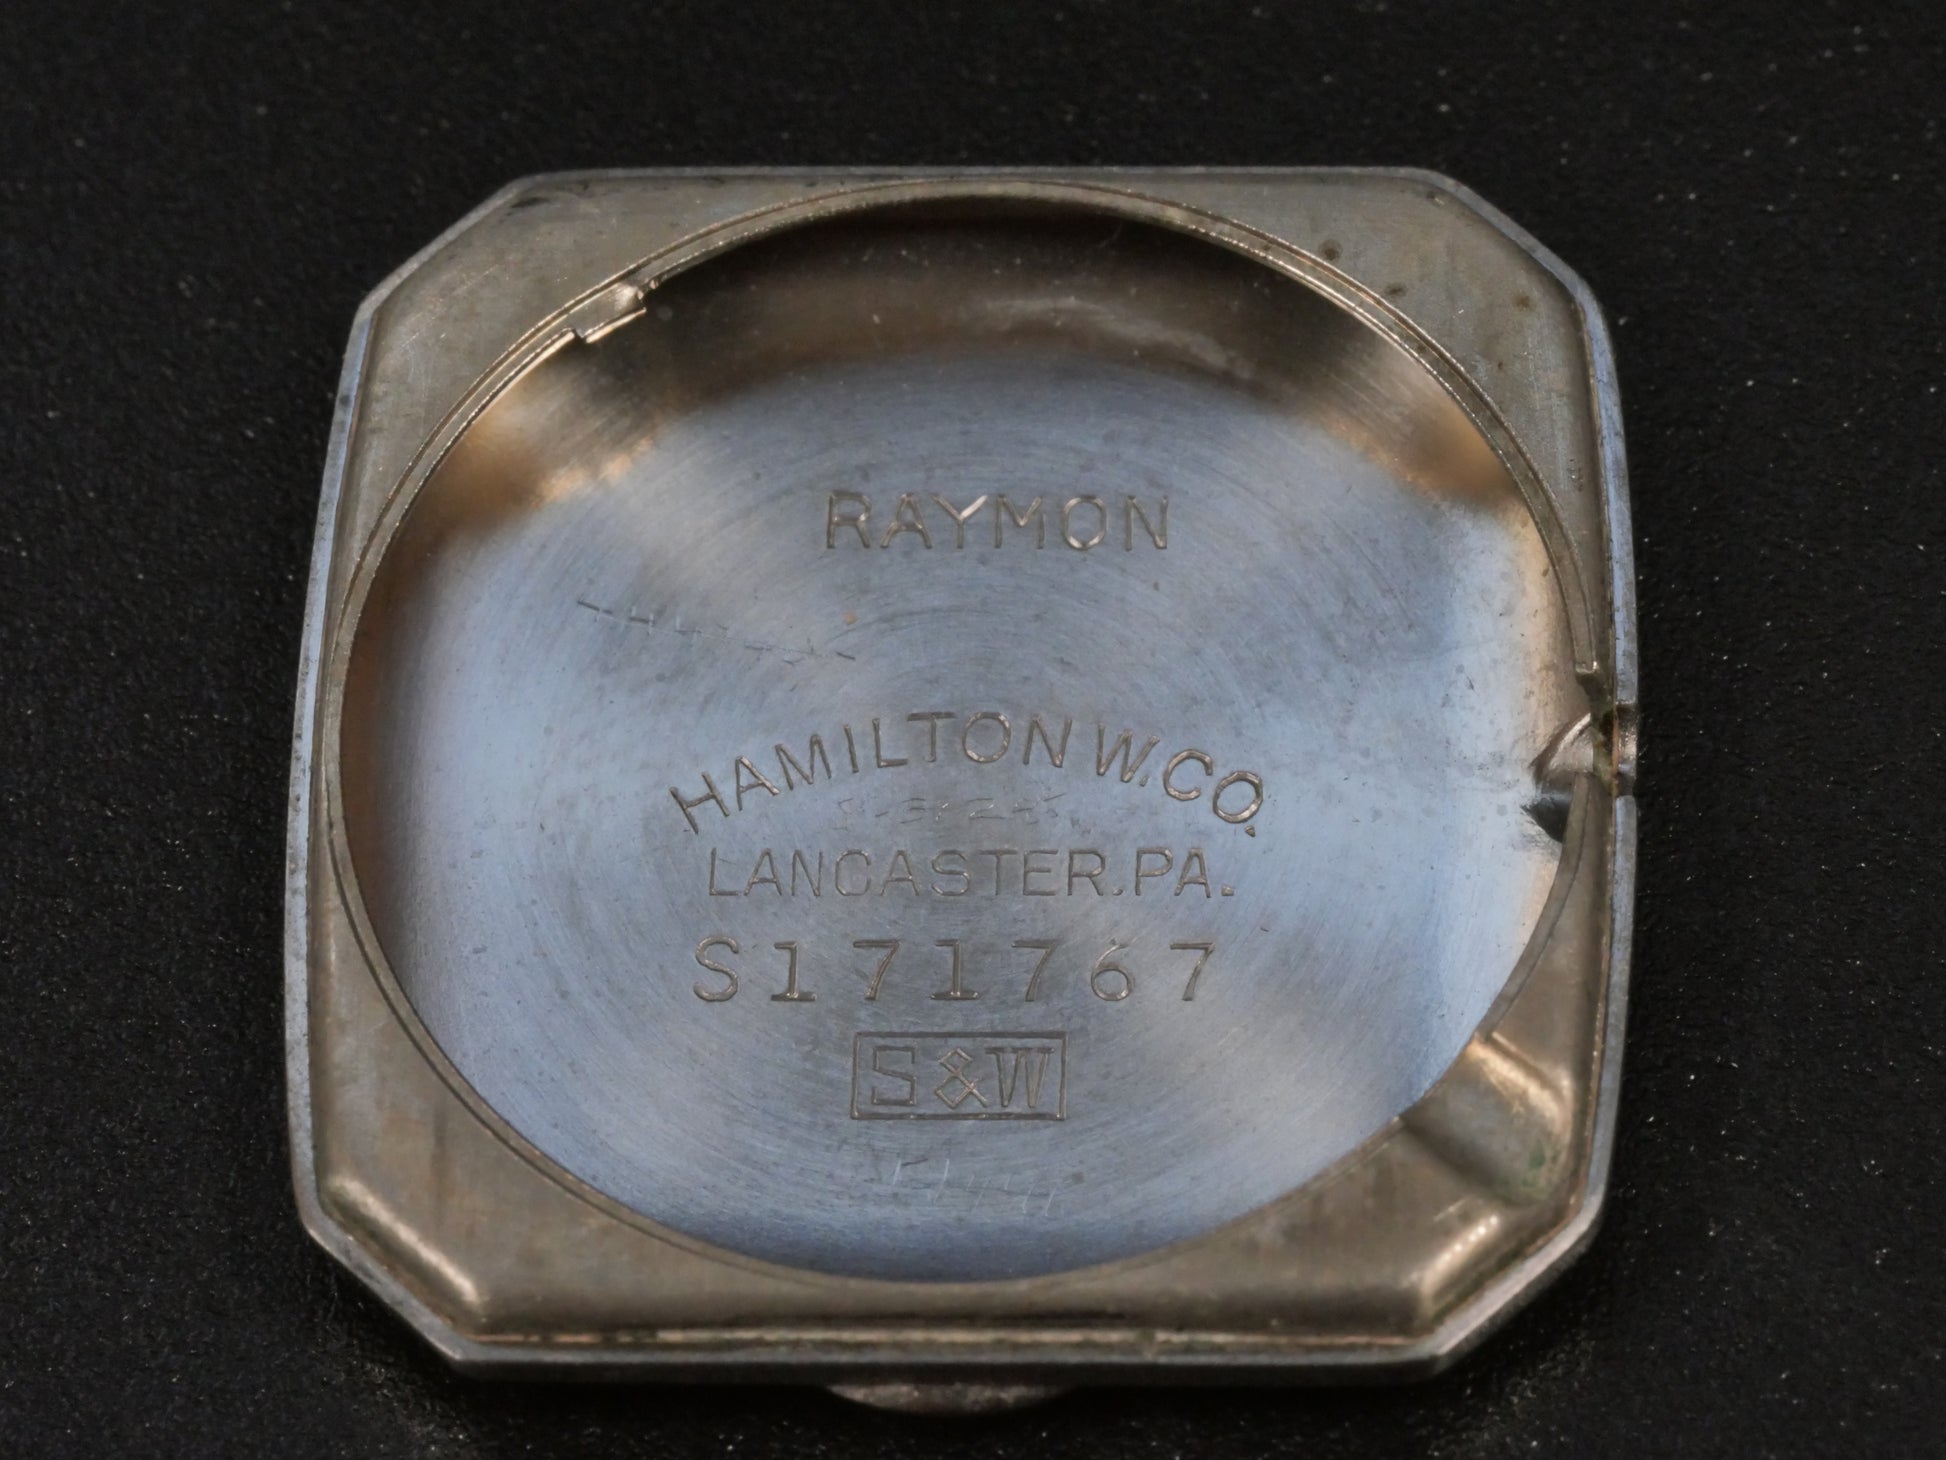 RAYMON
HAMILTON W.CO.
LANCASTER.PA.
S171767
S&W